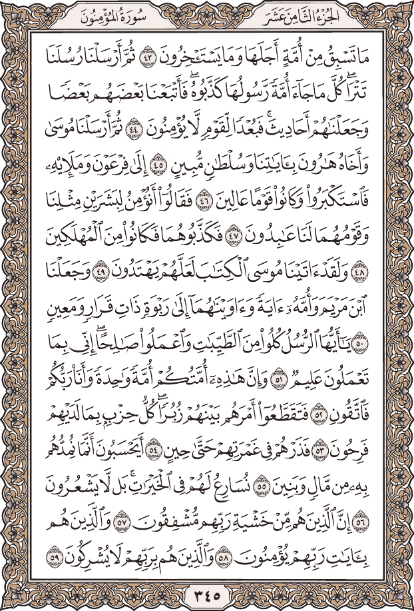 الجزء الثامن عشر
سورة المؤمنون
مَا تَسْبِقُ مِنْ أُمَّةٍ أَجَلَهَا وَمَا يَسْتَـْٔخِرُونَ ٤٣ ثُمَّ أَرْسَلْنَا رُسُلَنَا
تَتْرَا كُلَّ مَا جَآءَ أُمَّةً رَّسُولُهَا كَذَّبُوهُ فَأَتْبَعْنَا بَعْضَهُم بَعْضًا
وَجَعَلْنَٰهُمْ أَحَادِيثَ فَبُعْدًا لِّقَوْمٍ لَّا يُؤْمِنُونَ ٤٤ ثُمَّ أَرْسَلْنَا مُوسَىٰ
وَأَخَاهُ هَٰرُونَ بِـَٔايَٰتِنَا وَسُلْطَٰنٍ مُّبِينٍ ٤٥ إِلَىٰ فِرْعَوْنَ وَمَلَإِيْهِۦ
فَٱسْتَكْبَرُوا۟ وَكَانُوا۟ قَوْمًا عَالِينَ ٤٦ فَقَالُوٓا۟ أَنُؤْمِنُ لِبَشَرَيْنِ مِثْلِنَا
وَقَوْمُهُمَا لَنَا عَٰبِدُونَ ٤٧ فَكَذَّبُوهُمَا فَكَانُوا۟ مِنَ ٱلْمُهْلَكِينَ
٤٨ وَلَقَدْ ءَاتَيْنَا مُوسَى ٱلْكِتَٰبَ لَعَلَّهُمْ يَهْتَدُونَ ٤٩ وَجَعَلْنَا
ٱبْنَ مَرْيَمَ وَأُمَّهُۥٓ ءَايَةً وَءَاوَيْنَٰهُمَآ إِلَىٰ رَبْوَةٍ ذَاتِ قَرَارٍ وَمَعِينٍ
٥٠ يَٰٓأَيُّهَا ٱلرُّسُلُ كُلُوا۟ مِنَ ٱلطَّيِّبَٰتِ وَٱعْمَلُوا۟ صَٰلِحًا إِنِّى بِمَا
تَعْمَلُونَ عَلِيمٌ ٥١ وَإِنَّ هَٰذِهِۦٓ أُمَّتُكُمْ أُمَّةً وَٰحِدَةً وَأَنَا۠ رَبُّكُمْ
فَٱتَّقُونِ ٥٢ فَتَقَطَّعُوٓا۟ أَمْرَهُم بَيْنَهُمْ زُبُرًا كُلُّ حِزْبٍۭ بِمَا لَدَيْهِمْ
فَرِحُونَ ٥٣ فَذَرْهُمْ فِى غَمْرَتِهِمْ حَتَّىٰ حِينٍ ٥٤ أَيَحْسَبُونَ أَنَّمَا نُمِدُّهُم
بِهِۦ مِن مَّالٍ وَبَنِينَ ٥٥ نُسَارِعُ لَهُمْ فِى ٱلْخَيْرَٰتِ بَل لَّا يَشْعُرُونَ
٥٦ إِنَّ ٱلَّذِينَ هُم مِّنْ خَشْيَةِ رَبِّهِم مُّشْفِقُونَ ٥٧ وَٱلَّذِينَ هُم
بِـَٔايَٰتِ رَبِّهِمْ يُؤْمِنُونَ ٥٨ وَٱلَّذِينَ هُم بِرَبِّهِمْ لَا يُشْرِكُونَ ٥٩
٣٤٥